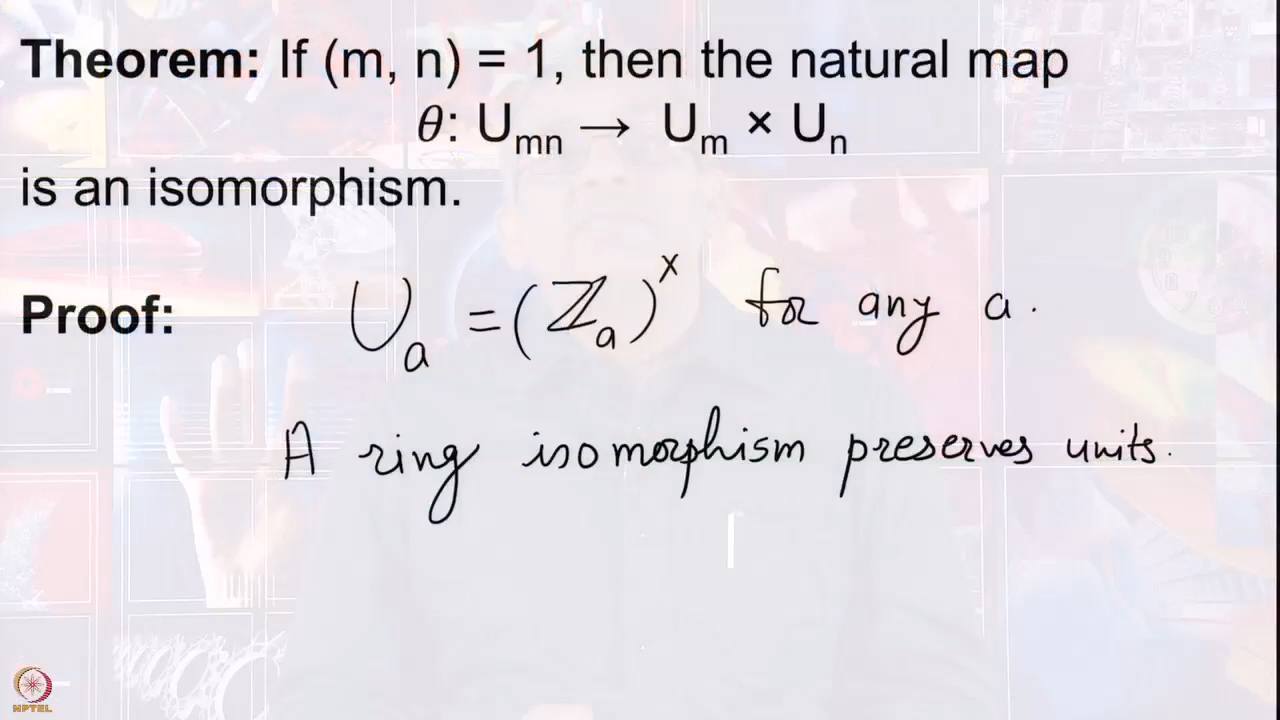 Theorem: If (m, n) = 1, then the natural map
θ: Uₘₙ → Uₘ × Uₙ
is an isomorphism.
Proof: Uₐ = (ℤₐ)ˣ for any a.
A ring isomorphism preserves units.
NPTEL